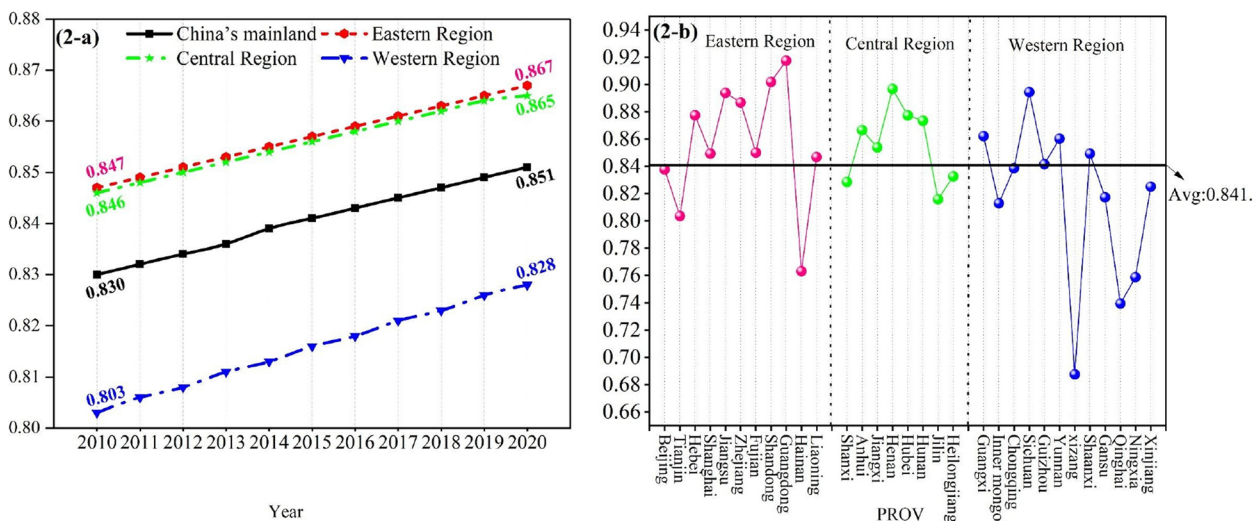 (2-a)
China's mainland
Eastern Region
Central Region
Western Region
0.88
0.87
0.86
0.85
0.84
0.83
0.82
0.81
0.80
0.847
0.846
0.830
0.803
0.867
0.865
0.851
0.828
2010 2011 2012 2013 2014 2015 2016 2017 2018 2019 2020
Year
(2-b)
Eastern Region
Central Region
Western Region
0.94
0.92
0.90
0.88
0.86
0.84
0.82
0.80
0.78
0.76
0.74
0.72
0.70
0.68
0.66
Avg:0.841.
Beijing
Tianjin
Hebei
Shanghai
Jiangsu
Zhejiang
Fujian
Shandong
Guangdong
Hainan
Liaoning
Shanxi
Anhui
Jiangxi
Henan
Hubei
Hunan
Jilin
Heilongjiang
Guangxi
Inner mongo
Chongqing
Sichuan
Guizhou
Yunnan
xizang
Shaanxi
Gansu
Qinghai
Ningxia
Xinjiang
PROV